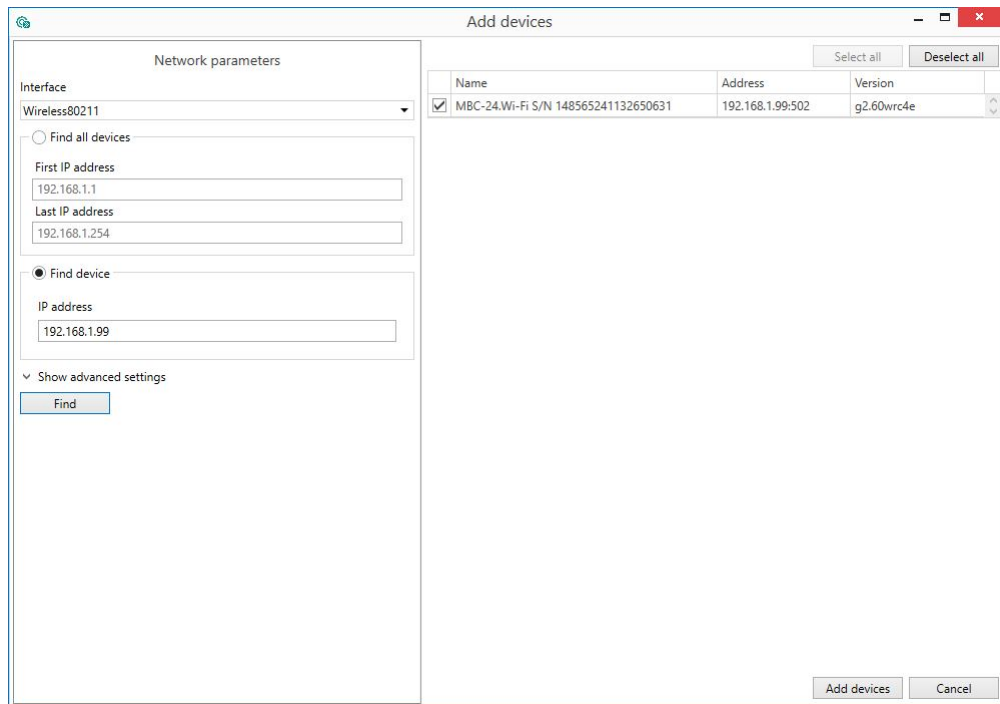 Add devices
Network parameters
Interface
Wireless80211
Find all devices
First IP address
192.168.1.1
Last IP address
192.168.1.254
Find device
IP address
192.168.1.99
Show advanced settings
Find
Select all Deselect all
Name Address Version
MBC-24.Wi-Fi S/N 148565241132650631 192.168.1.99:502 g2.60wrc4e
Add devices Cancel